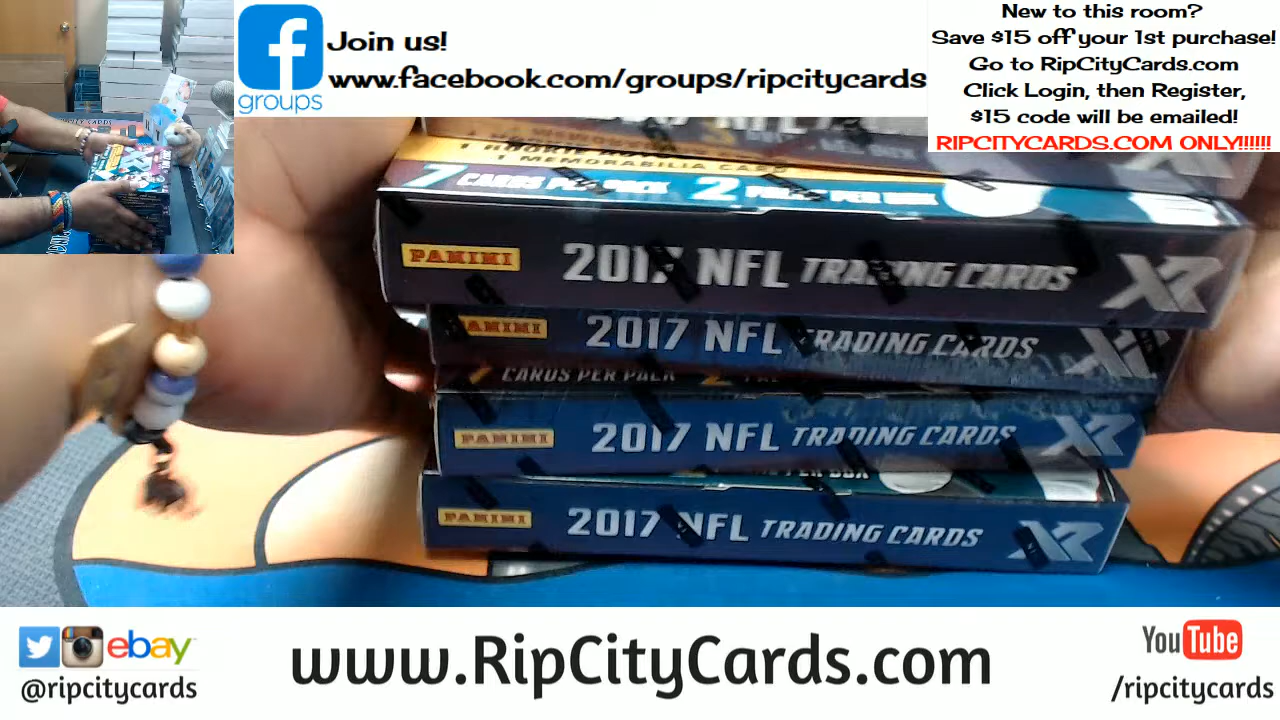 f
groups
Join us!
www.facebook.com/groups/ripcitycards
New to this room?
Save $15 off your 1st purchase!
Go to RipCityCards.com
Click Login, then Register,
$15 code will be emailed!
RIPCITYCARDS.COM ONLY!!!!!!
1 MEMORABILIA CARD
7 CARDS PER PACK 2 PER BOX
PANINI 2017 NFL TRADING CARDS XR
PANINI 2017 NFL TRADING CARDS XR
7 CARDS PER PACK 2
PANINI 2017 NFL TRADING CARDS XR
PER BOX
PANINI 2017 NFL TRADING CARDS XR
ebay
@ripcitycards
www.RipCityCards.com
YouTube
/ripcitycards